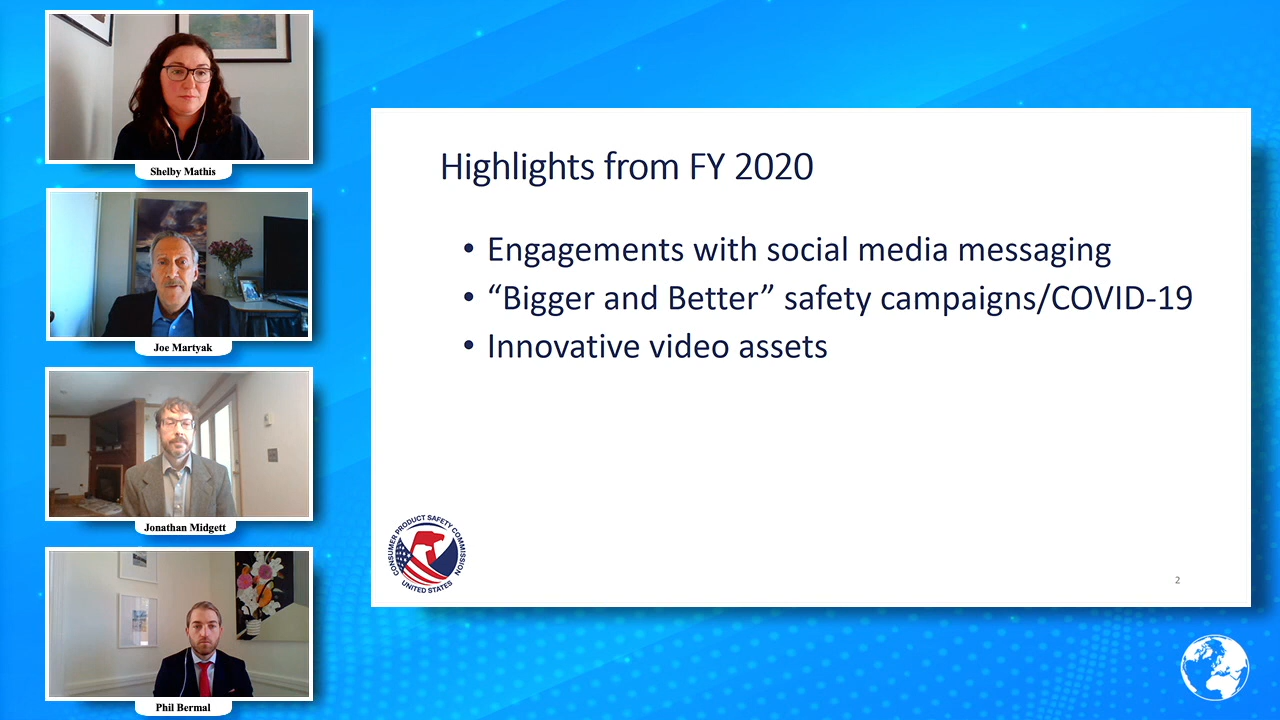 Shelby Mathis
Joe Martyak
Jonathan Midgett
Phil Bermal
Highlights from FY 2020
• Engagements with social media messaging
• “Bigger and Better” safety campaigns/COVID-19
• Innovative video assets
CONSUMER PRODUCT SAFETY COMMISSION
UNITED STATES
2